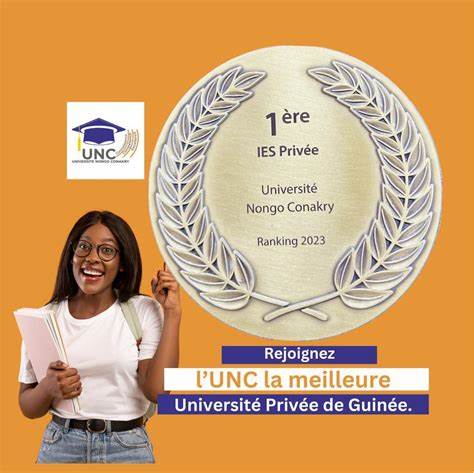 UNC
UNIVERSITÉ NONGO CONAKRY
1ère
IES Privée
Université
Nongo Conakry
Ranking 2023
Rejoignez
l'UNC la meilleure
Université Privée de Guinée.